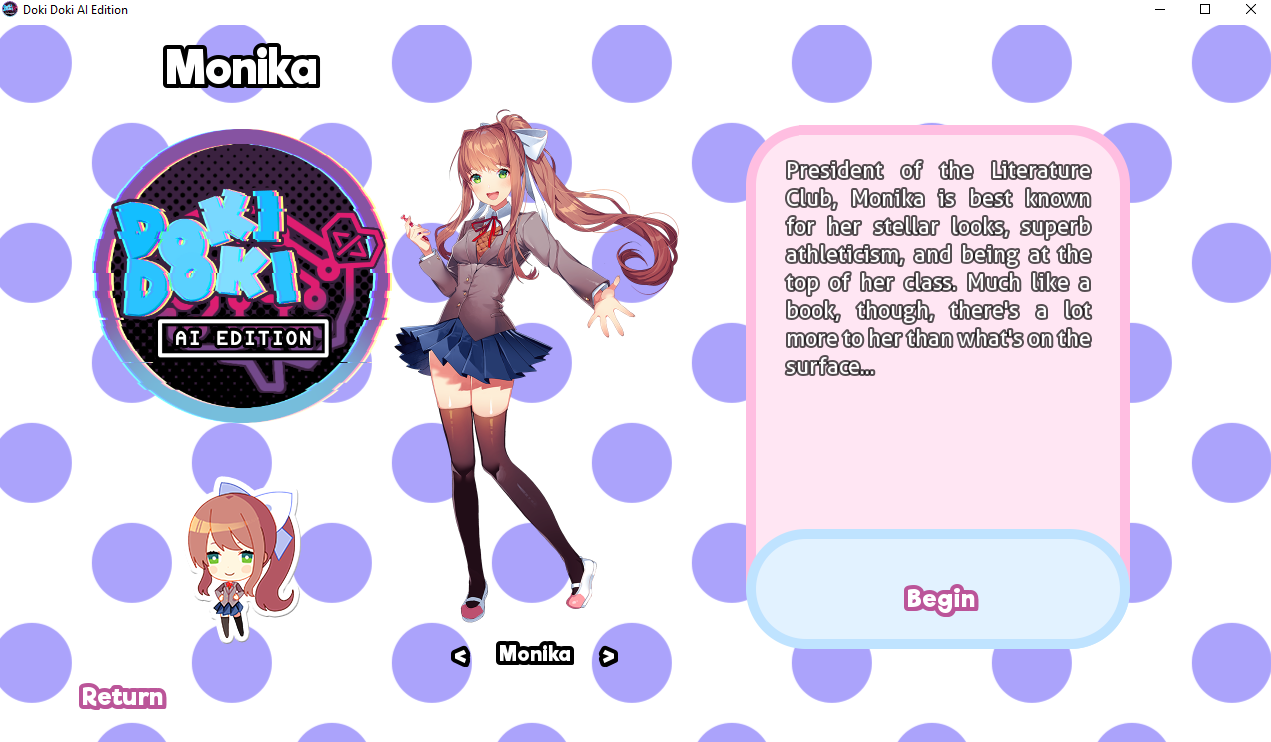 Doki Doki AI Edition
Monika
DOKI
DOKI
AI EDITION
President of the Literature
Club, Monika is best known
for her stellar looks, superb
athleticism, and being at the
top of her class. Much like a
book, though, there's a lot
more to her than what's on the
surface...
Begin
< Monika >
Return